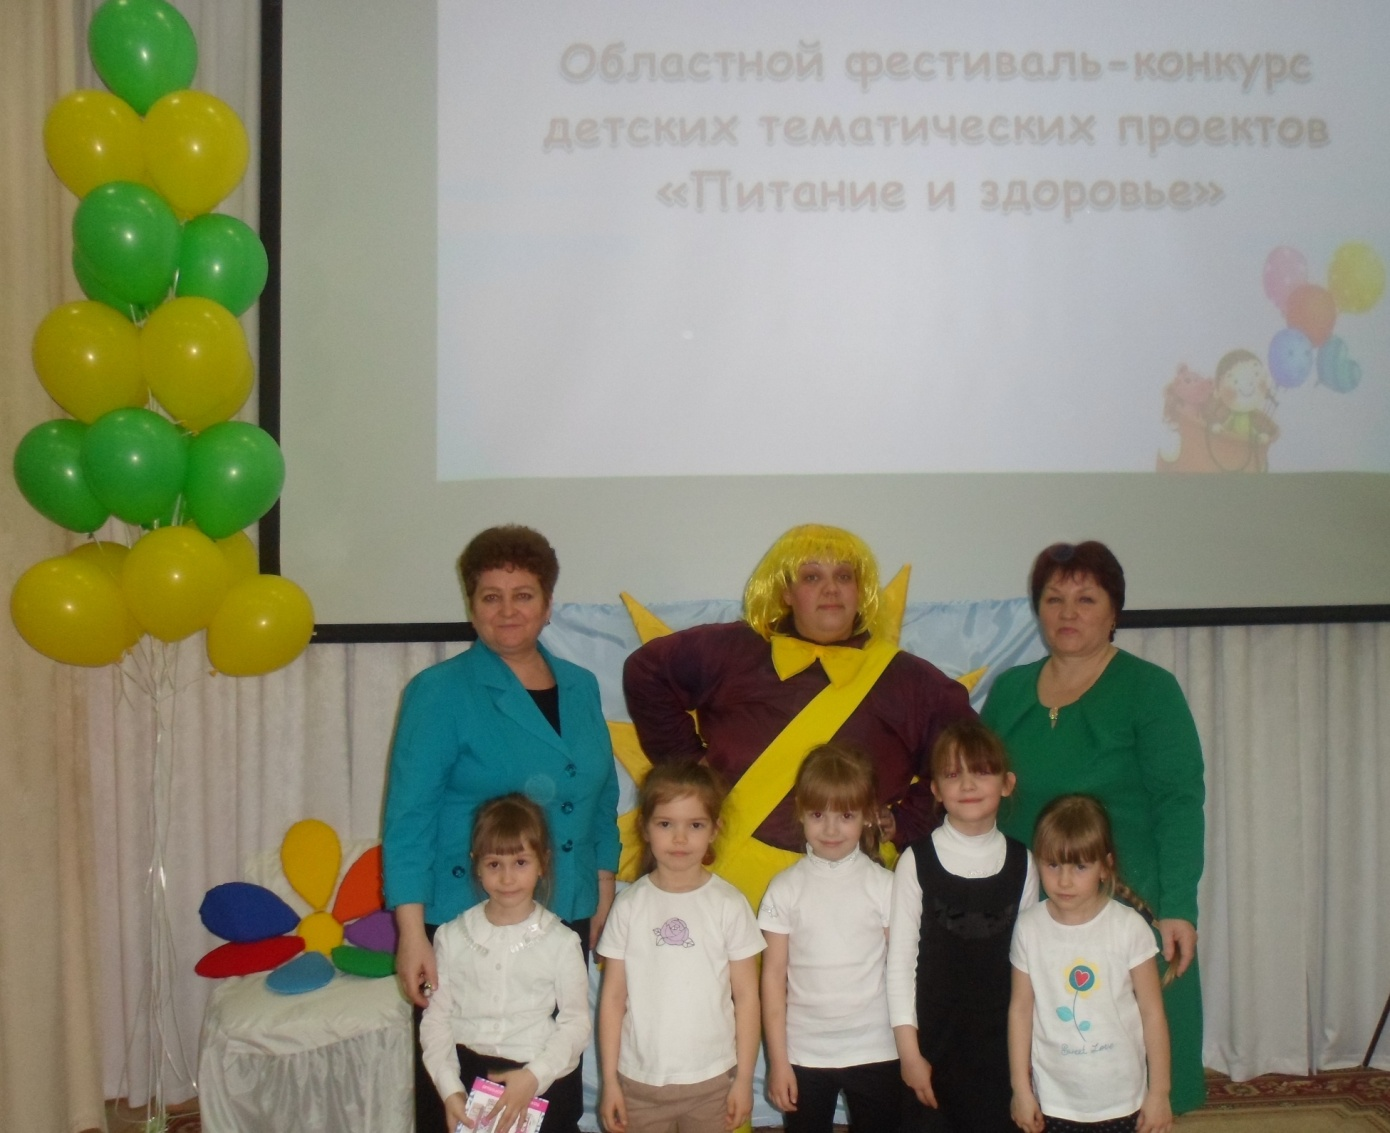 Областной фестиваль-конкурс
детских тематических проектов
«Питание и здоровье»